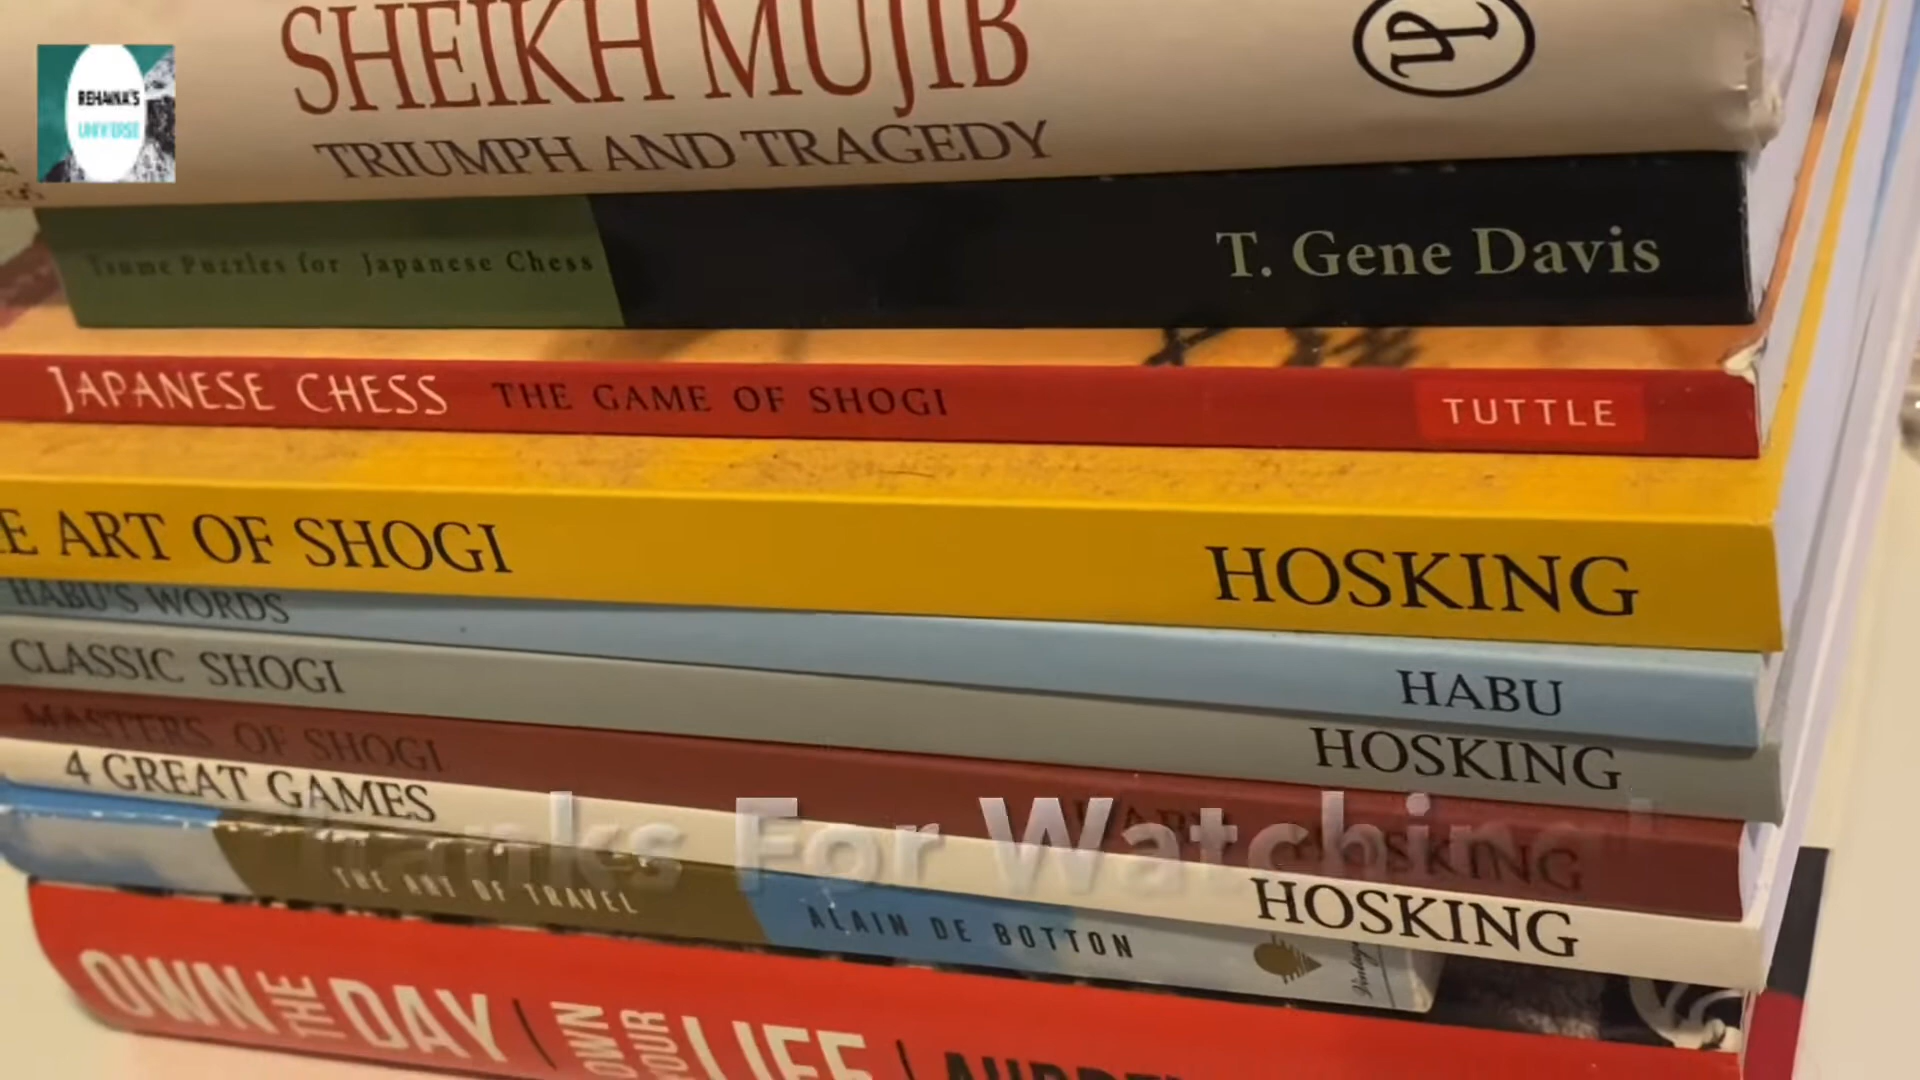 REHANA'S
UNIVERSE
SHEIKH MUJIB
TRIUMPH AND TRAGEDY
Tsume Puzzles for Japanese Chess T. Gene Davis
JAPANESE CHESS THE GAME OF SHOGI TUTTLE
E ART OF SHOGI HOSKING
HABU'S WORDS HABU
CLASSIC SHOGI HOSKING
MASTERS OF SHOGI HOSKING
4 GREAT GAMES HOSKING
For Watching
THE ART OF TRAVEL ALAIN DE BOTTON Vintage
OWN THE DAY OWN YOUR LIFE